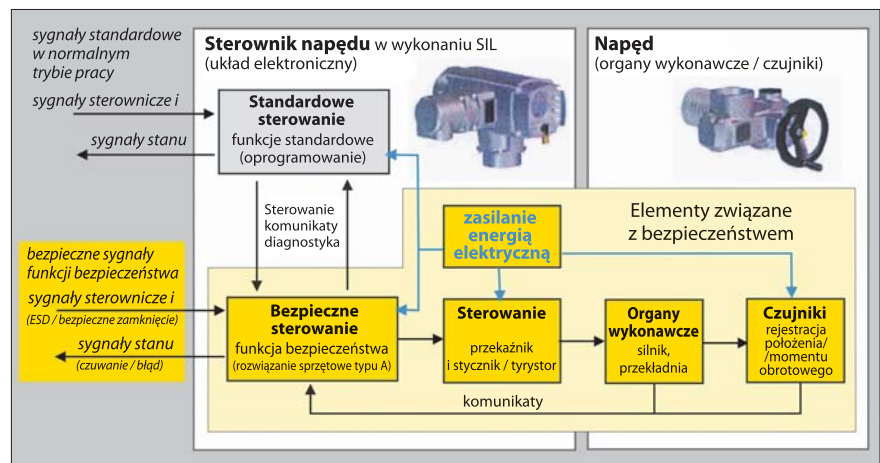 sygnały standardowe
w normalnym
trybie pracy
sygnały sterownicze i
sygnały stanu
Sterownik napędu w wykonaniu SIL
(układ elektroniczny)
Napęd
(organy wykonawcze / czujniki)
Standardowe
sterowanie
funkcje standardowe
(oprogramowanie)
Sterowanie
komunikaty
diagnostyka
zasilanie
energią
elektryczną
Elementy związane
z bezpieczeństwem
bezpieczne sygnały
funkcji bezpieczeństwa
sygnały sterownicze i
(ESD / bezpieczne zamknięcie)
sygnały stanu
(czuwanie / błąd)
Bezpieczne
sterowanie
funkcja bezpieczeństwa
(rozwiązanie sprzętowe typu A)
Sterowanie
przekaźnik
i stycznik / tyrystor
Organy
wykonawcze
silnik,
przekładnia
Czujniki
rejestracja
położenia/
/momentu
obrotowego
komunikaty